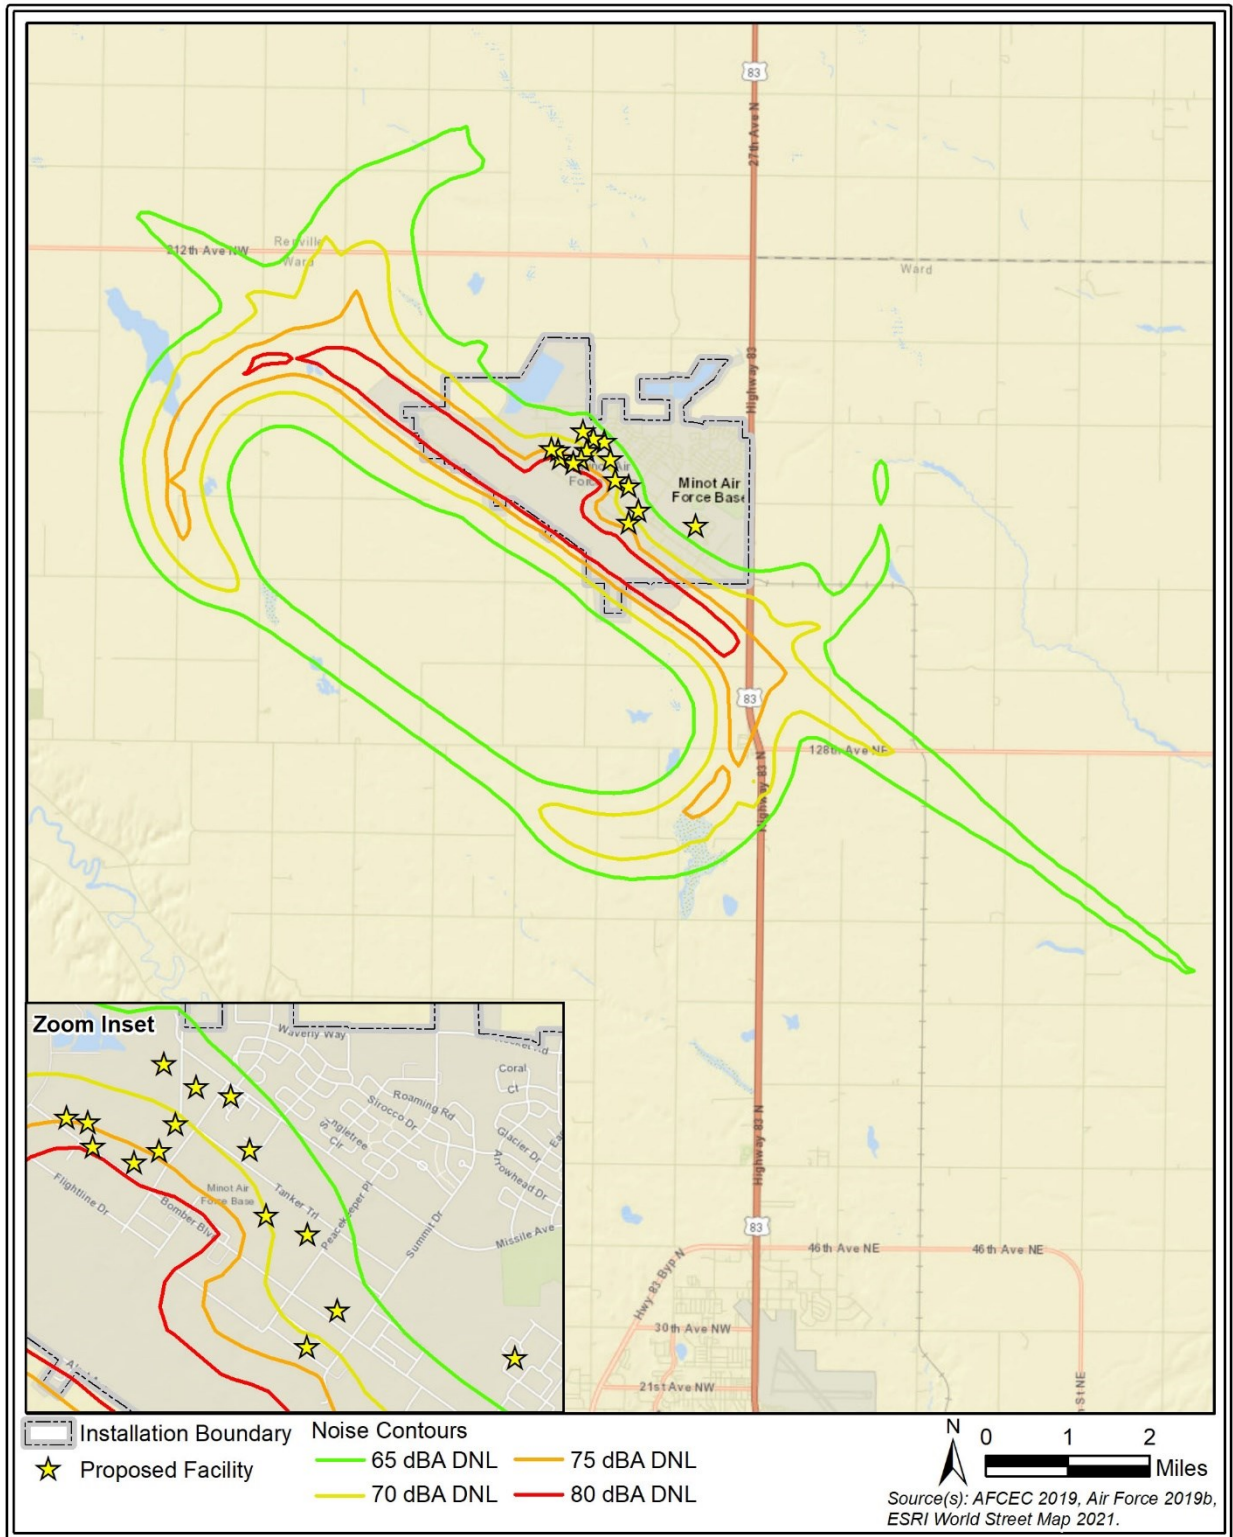 83
27th Ave N
212th Ave NW
Renville
Ward
Ward
Highway 83
Minot Air
Force Base
83
128th Ave NE
Highway 83 N
Zoom Inset
Waverly Way
Coral
Ct
Roaming Rd
Sirocco Dr
Glacier Dr
Arrowhead Dr
Flightline Dr
Minot Air
Force Base
Tanker Trl
Peacekeeper Pl
Summit Dr
Missile Ave
Highway 83 N
83
46th Ave NE
46th Ave NE
Hwy 83 Byp N
30th Ave NW
21st Ave NW
Installation Boundary
Proposed Facility
Noise Contours
65 dBA DNL
75 dBA DNL
70 dBA DNL
80 dBA DNL
N
0 1 2
Miles
Source(s): AFCEC 2019, Air Force 2019b,
ESRI World Street Map 2021.